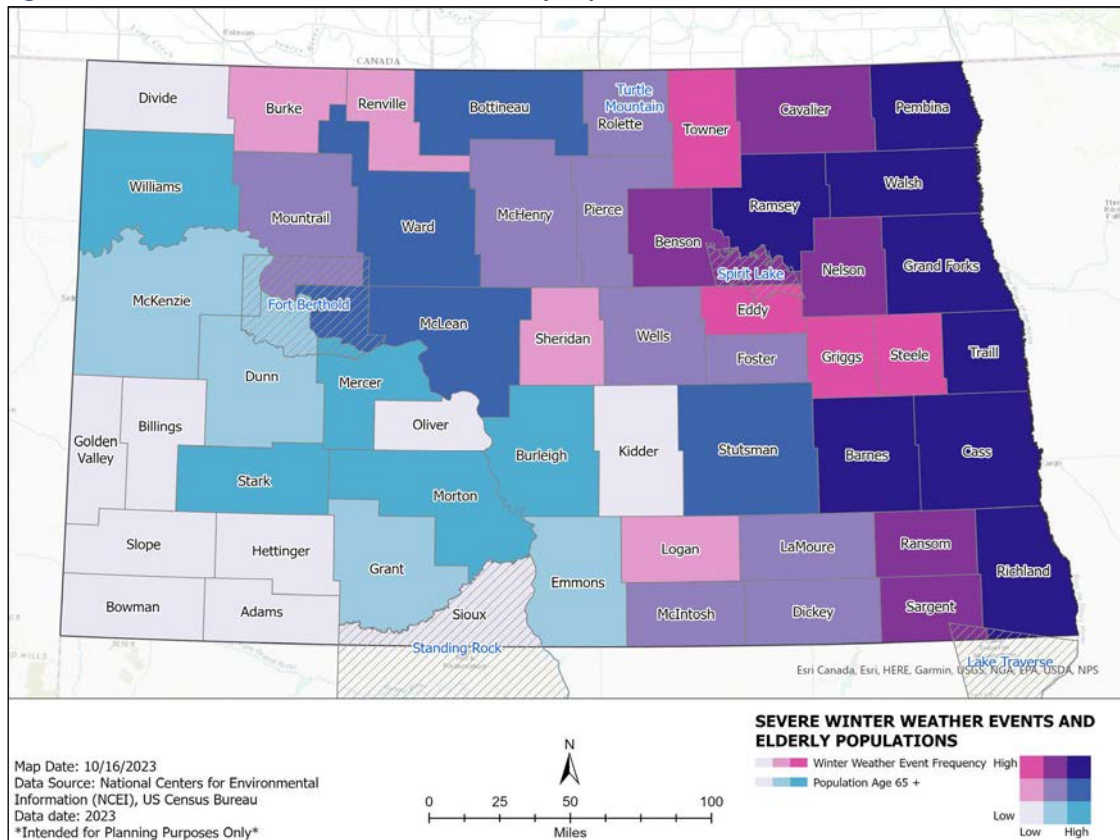 Estevan
CANADA
Divide
Burke
Renville
Bottineau
Turtle
Mountain
Rolette
Towner
Cavalier
Pembina
Williams
Mountrail
Ward
McHenry
Pierce
Benson
Ramsey
Walsh
Spirit Lake
Nelson
Grand Forks
McKenzie
Fort Berthold
McLean
Sheridan
Wells
Eddy
Foster
Griggs
Steele
Traill
Dunn
Mercer
Oliver
Golden
Valley
Billings
Stark
Morton
Burleigh
Kidder
Stutsman
Barnes
Cass
Slope
Hettinger
Grant
Emmons
Logan
LaMoure
Ransom
Richland
Bowman
Adams
Sioux
McIntosh
Dickey
Sargent
Standing Rock
Lake Traverse
Esri Canada, Esri, HERE, Garmin, USGS, NGA, EPA, USDA, NPS
Map Date: 10/16/2023
Data Source: National Centers for Environmental
Information (NCEI), US Census Bureau
Data date: 2023
*Intended for Planning Purposes Only*
N
0 25 50 100
Miles
SEVERE WINTER WEATHER EVENTS AND
ELDERLY POPULATIONS
Winter Weather Event Frequency
Population Age 65 +
High
Low
Low High